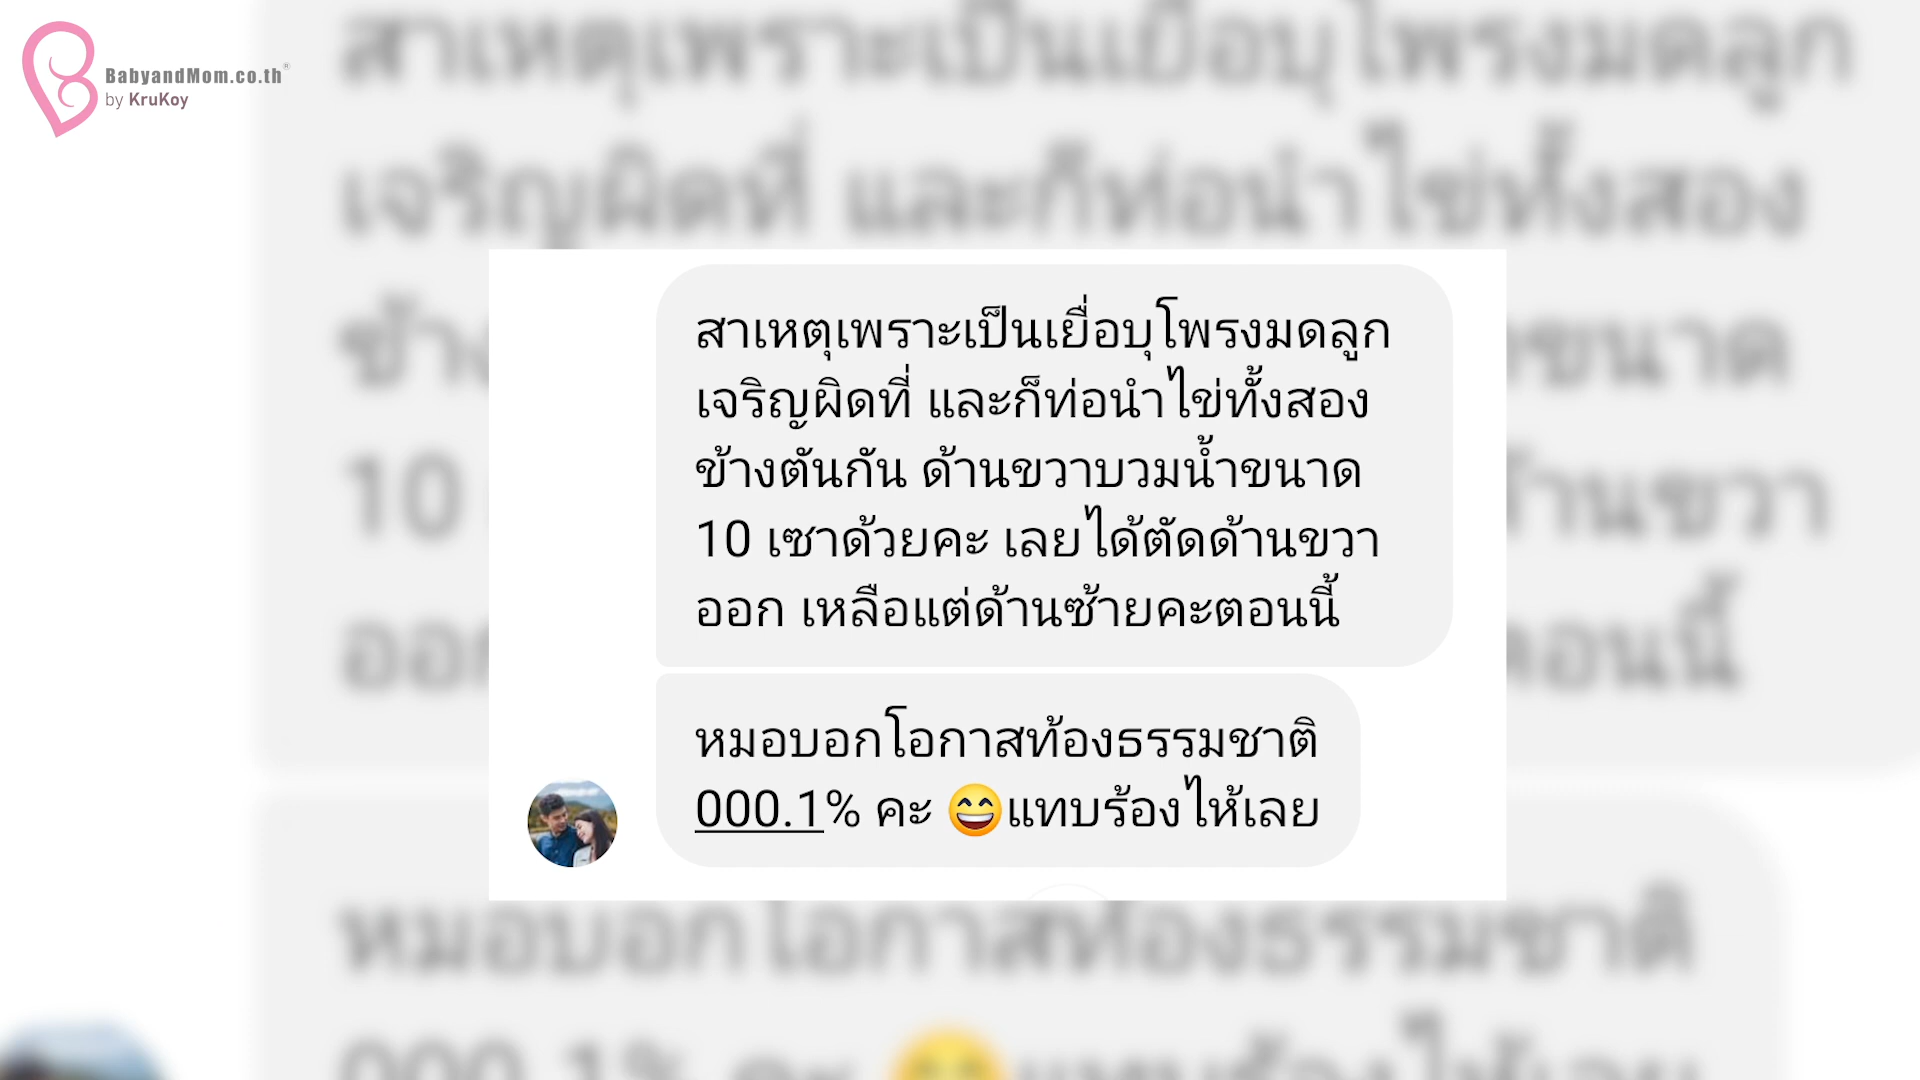 BabyandMom.co.th®
by KruKoy
สาเหตุเพราะเป็นเยื่อบุโพรงมดลูก
เจริญผิดที่ และก็ท่อนำไข่ทั้งสอง
ข้างตันกัน ด้านขวาบวมน้ำขนาด
10 เซาด้วยคะ เลยได้ตัดด้านขวา
ออก เหลือแต่ด้านซ้ายคะตอนนี้
หมอบอกโอกาสท้องธรรมชาติ
000.1% คะ 😄แทบร้องไห้เลย